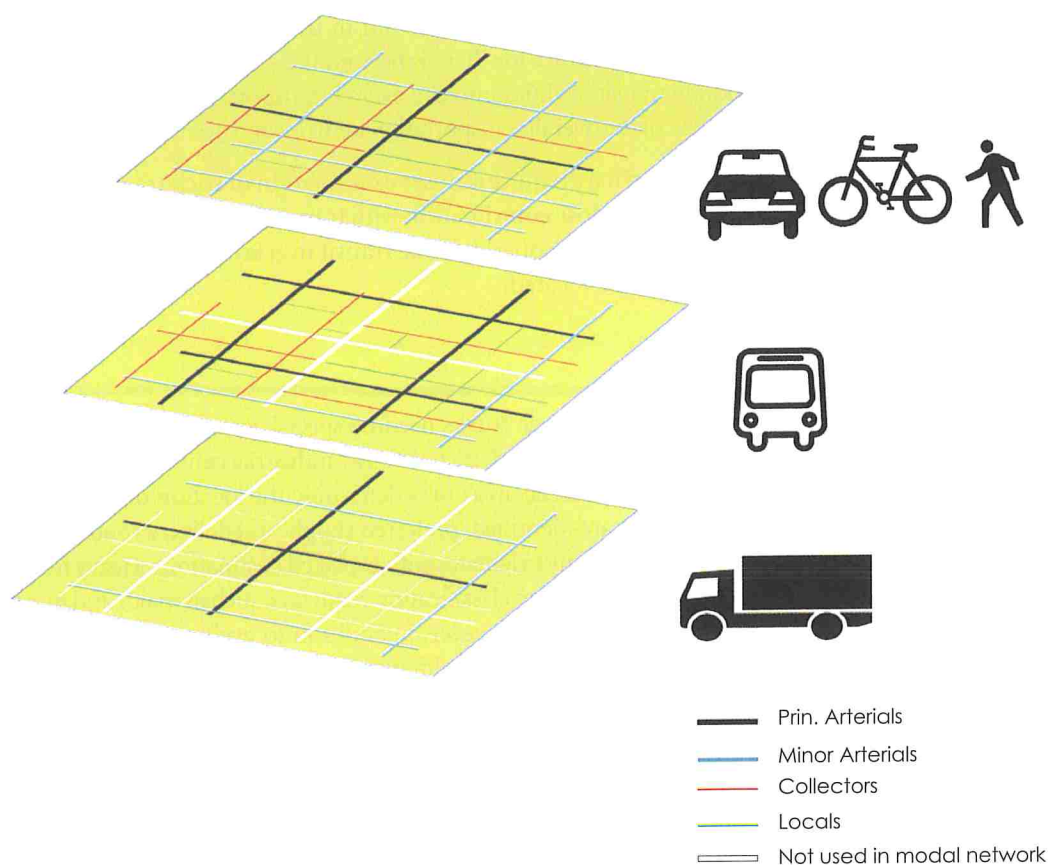 Prin. Arterials
Minor Arterials
Collectors
Locals
Not used in modal network